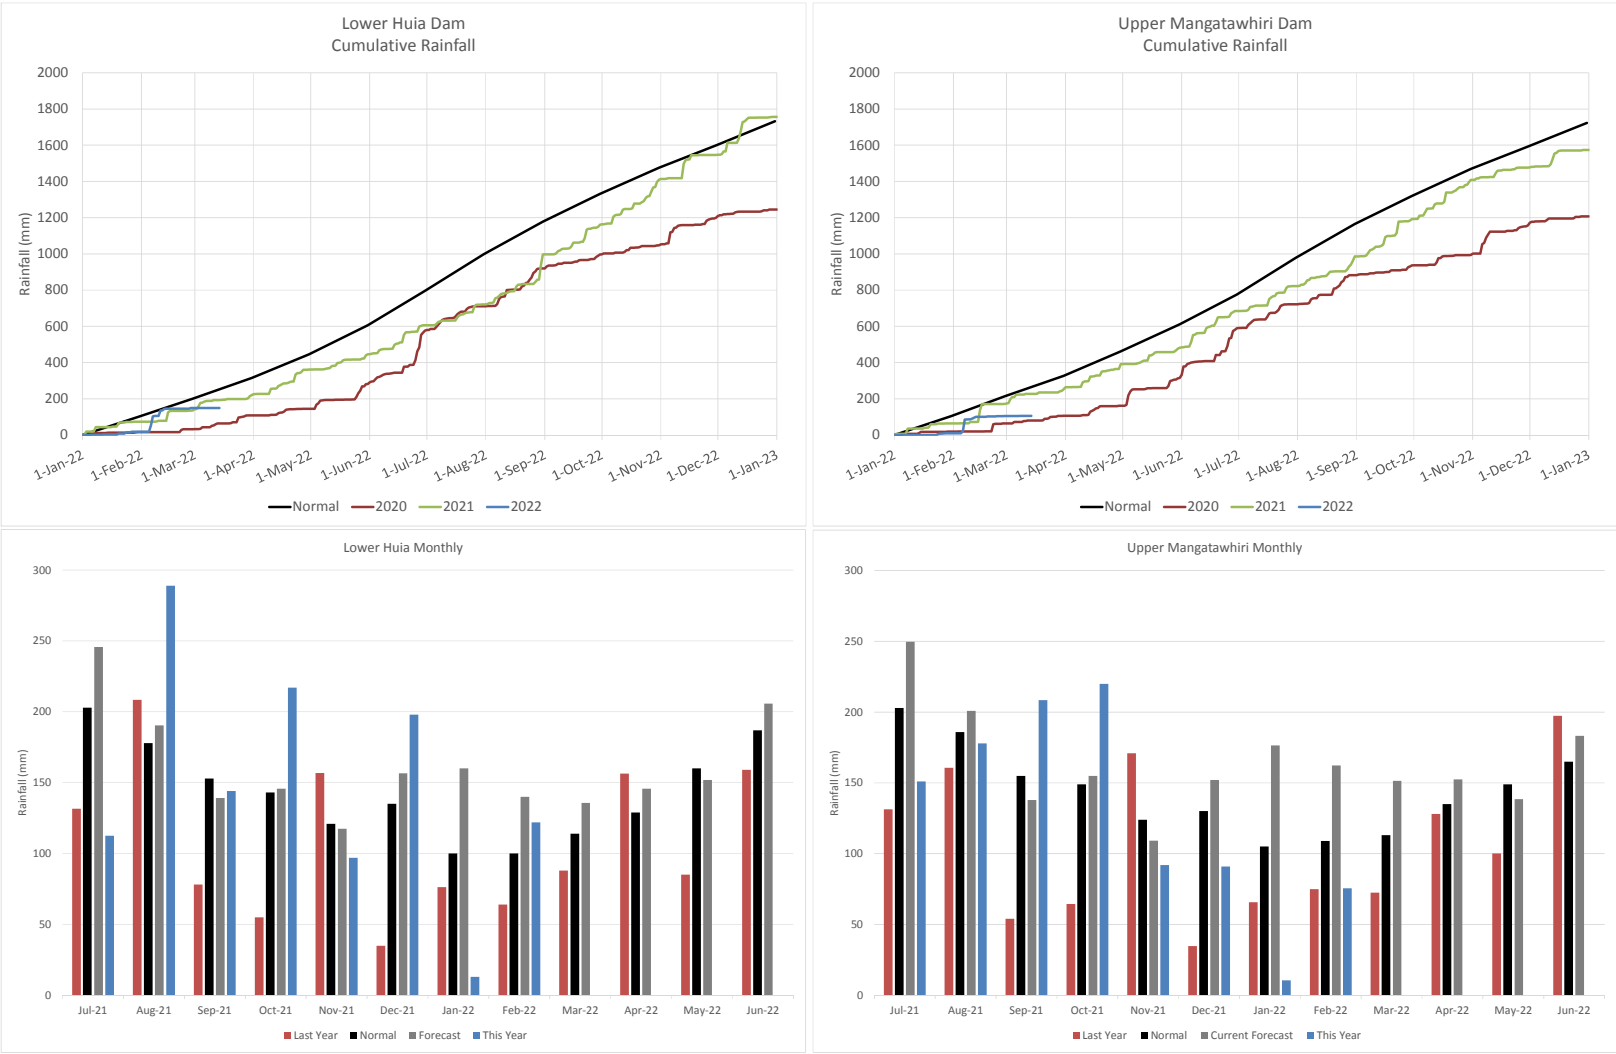 Lower Huia Dam
Cumulative Rainfall
2000
1800
1600
1400
1200
1000
800
600
400
200
0
Rainfall (mm)
1-Jan-22 1-Feb-22 1-Mar-22 1-Apr-22 1-May-22 1-Jun-22 1-Jul-22 1-Aug-22 1-Sep-22 1-Oct-22 1-Nov-22 1-Dec-22 1-Jan-23
Normal 2020 2021 2022
Upper Mangatawhiri Dam
Cumulative Rainfall
2000
1800
1600
1400
1200
1000
800
600
400
200
0
Rainfall (mm)
1-Jan-22 1-Feb-22 1-Mar-22 1-Apr-22 1-May-22 1-Jun-22 1-Jul-22 1-Aug-22 1-Sep-22 1-Oct-22 1-Nov-22 1-Dec-22 1-Jan-23
Normal 2020 2021 2022
Lower Huia Monthly
300
250
200
150
100
50
0
Rainfall (mm)
Jul-21 Aug-21 Sep-21 Oct-21 Nov-21 Dec-21 Jan-22 Feb-22 Mar-22 Apr-22 May-22 Jun-22
Last Year Normal Forecast This Year
Upper Mangatawhiri Monthly
300
250
200
150
100
50
0
Rainfall (mm)
Jul-21 Aug-21 Sep-21 Oct-21 Nov-21 Dec-21 Jan-22 Feb-22 Mar-22 Apr-22 May-22 Jun-22
Last Year Normal Current Forecast This Year